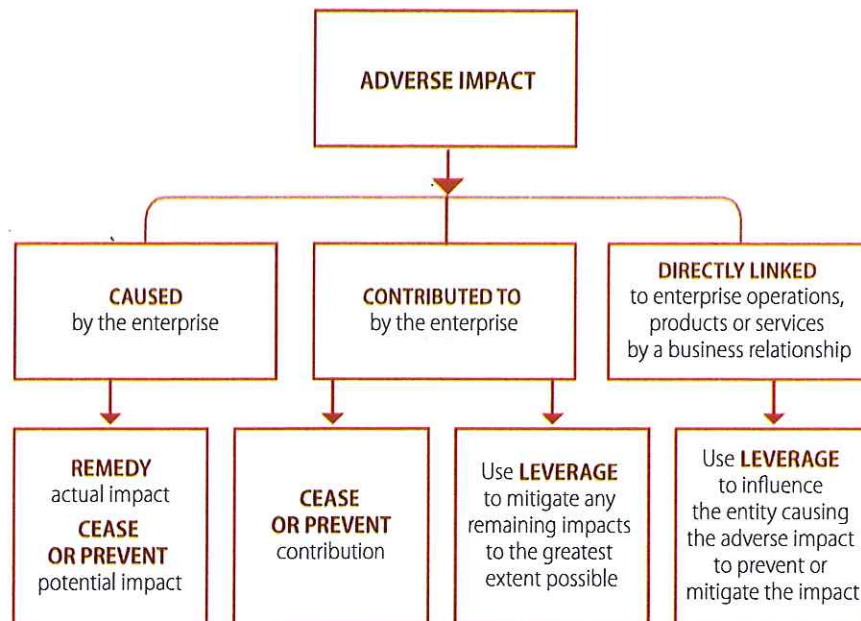 ADVERSE IMPACT
CAUSED
by the enterprise
CONTRIBUTED TO
by the enterprise
DIRECTLY LINKED
to enterprise operations,
products or services
by a business relationship
REMEDY
actual impact
CEASE
OR PREVENT
potential impact
CEASE
OR PREVENT
contribution
Use LEVERAGE
to mitigate any
remaining impacts
to the greatest
extent possible
Use LEVERAGE
to influence
the entity causing
the adverse impact
to prevent or
mitigate the impact